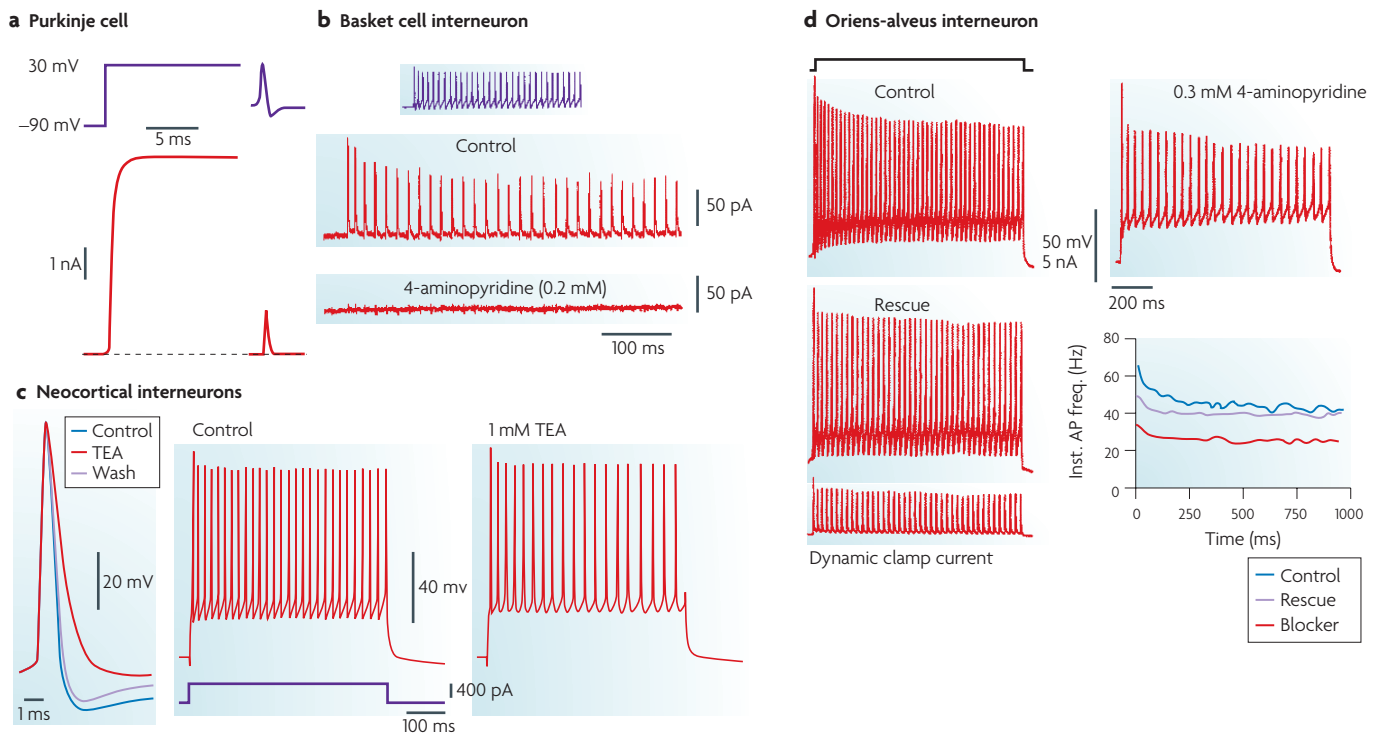 a Purkinje cell
30 mV
–90 mV
5 ms
1 nA
b Basket cell interneuron
Control
50 pA
4-aminopyridine (0.2 mM)
50 pA
100 ms
c Neocortical interneurons
Control
TEA
Wash
20 mV
1 ms
Control
40 mv
400 pA
100 ms
1 mM TEA
d Oriens-alveus interneuron
Control
0.3 mM 4-aminopyridine
50 mV
5 nA
200 ms
Rescue
Dynamic clamp current
Inst. AP freq. (Hz)
80
60
40
20
0
0 250 500 750 1000
Time (ms)
Control
Rescue
Blocker